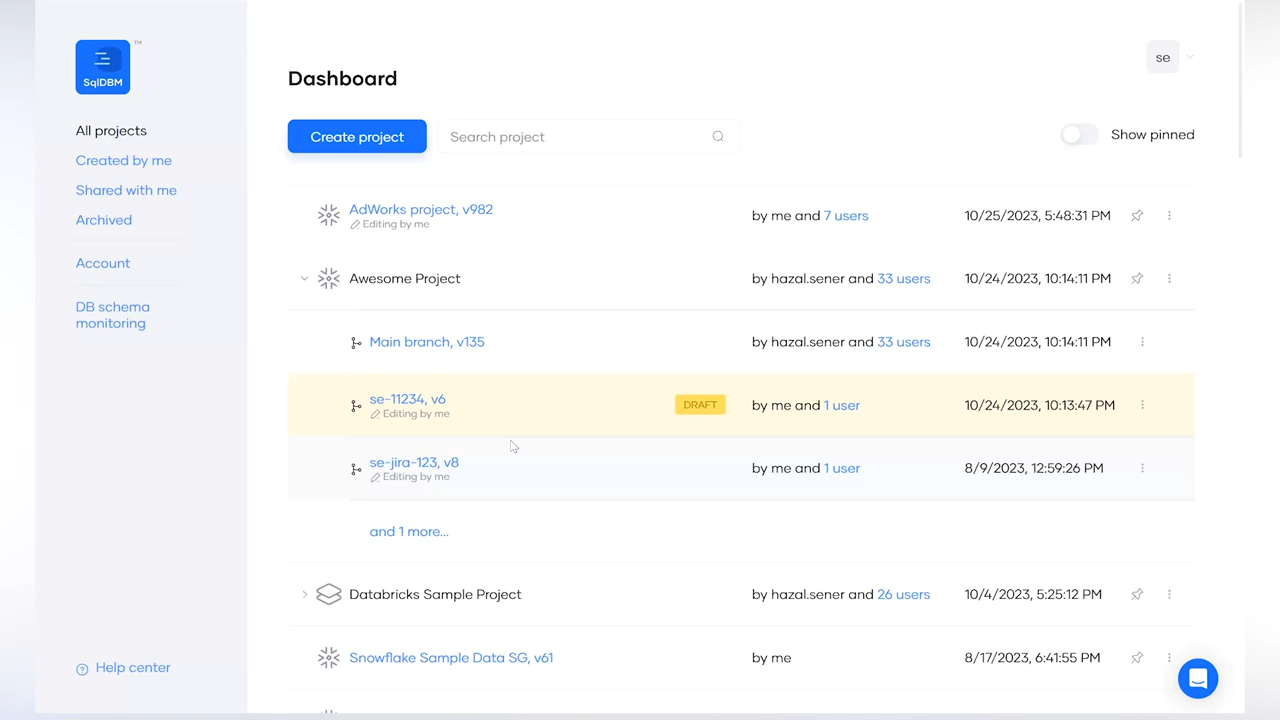 SqlDBM
™
All projects
Created by me
Shared with me
Archived
Account
DB schema
monitoring
Help center
Dashboard
se
Create project
Search project
Show pinned
AdWorks project, v982
Editing by me
by me and 7 users
10/25/2023, 5:48:31 PM
Awesome Project
by hazal.sener and 33 users
10/24/2023, 10:14:11 PM
Main branch, v135
by hazal.sener and 33 users
10/24/2023, 10:14:11 PM
se-11234, v6
Editing by me
DRAFT
by me and 1 user
10/24/2023, 10:13:47 PM
se-jira-123, v8
Editing by me
by me and 1 user
8/9/2023, 12:59:26 PM
and 1 more...
Databricks Sample Project
by hazal.sener and 26 users
10/4/2023, 5:25:12 PM
Snowflake Sample Data SG, v61
by me
8/17/2023, 6:41:55 PM